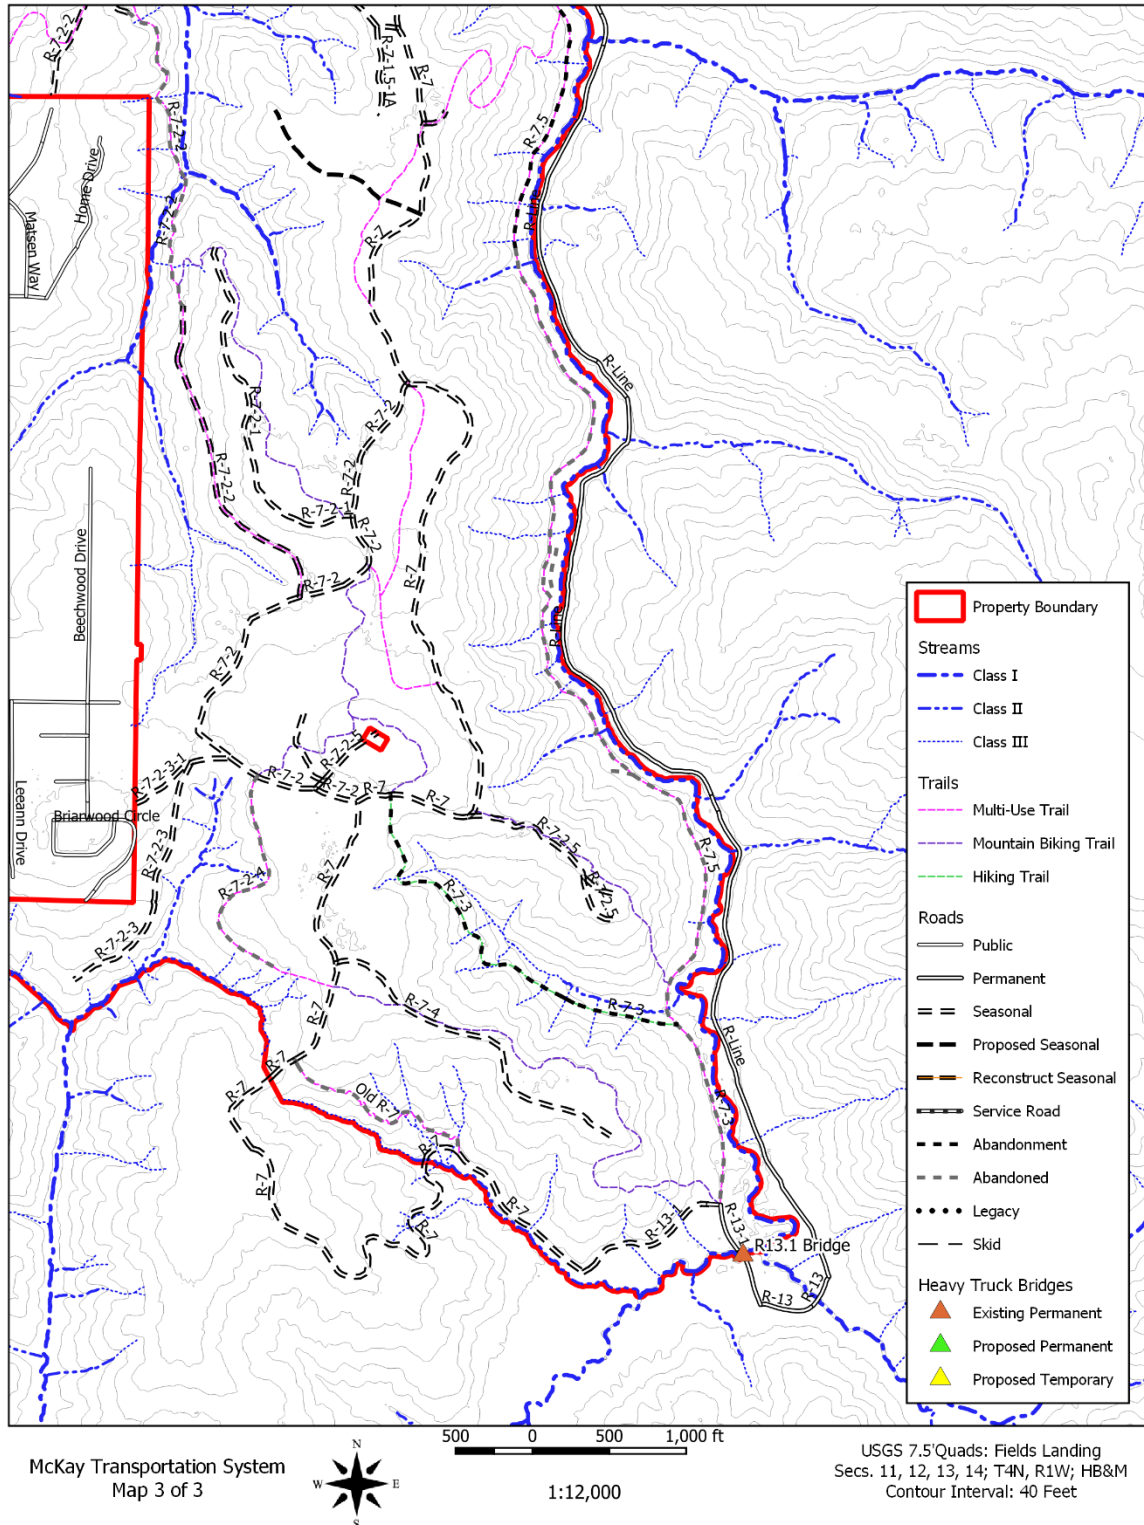 R-7-2-2
R-7-1.5-1A
R-7
R-7-2-2
Home Drive
R-7.5
Matsen Way
R-7-2-2
R-Line
R-7
R-Line
R-7-2
R-7-2-1
R-7-2
R-7-2-2
R-7-2-1
R-7-2
Beechwood Drive
R-7-2
R-7
R-Line
R-7-2
R-7-2-5
R-7-2-3-1
R-7-2
R-7-2
R-7
R-7
Leeann Drive
Briarwood Circle
R-7-2-5
R-7-2-3
R-7
R-7.5
R-7-2-4
R-7-3
R-7-2-5
R-7-2-3
R-7-4
R-7
R-7-3
R-Line
R-7
R-7
Old R-7
R-7-3
R-7
R-7
R-7
R-7
R-13-1
R-13-1
R13.1 Bridge
R-13
R-13
Property Boundary
Streams
Class I
Class II
Class III
Trails
Multi-Use Trail
Mountain Biking Trail
Hiking Trail
Roads
Public
Permanent
Seasonal
Proposed Seasonal
Reconstruct Seasonal
Service Road
Abandonment
Abandoned
Legacy
Skid
Heavy Truck Bridges
Existing Permanent
Proposed Permanent
Proposed Temporary
McKay Transportation System
Map 3 of 3
N
W E
S
500 0 500 1,000 ft
1:12,000
USGS 7.5'Quads: Fields Landing
Secs. 11, 12, 13, 14; T4N, R1W; HB&M
Contour Interval: 40 Feet